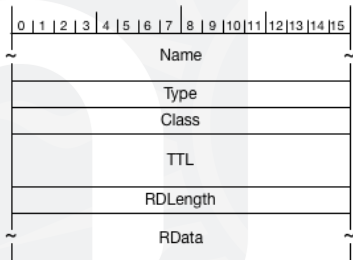 0 1 2 3 4 5 6 7 8 9 10 11 12 13 14 15
~ Name ~
Type
Class
TTL
RDLength
~ RData ~